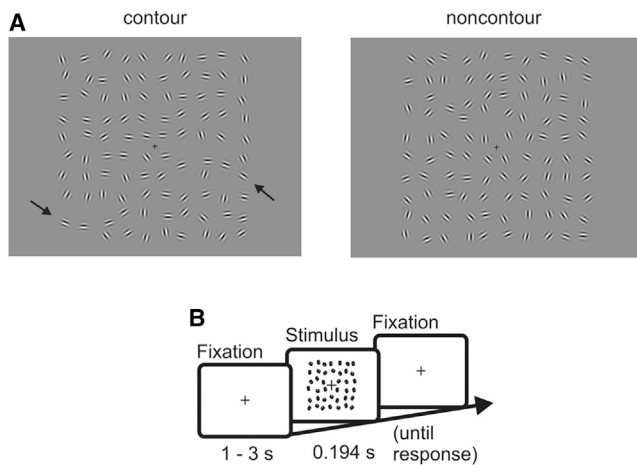 A
contour
noncontour
B
Fixation
Stimulus
Fixation
1 - 3 s
0.194 s
(until
response)